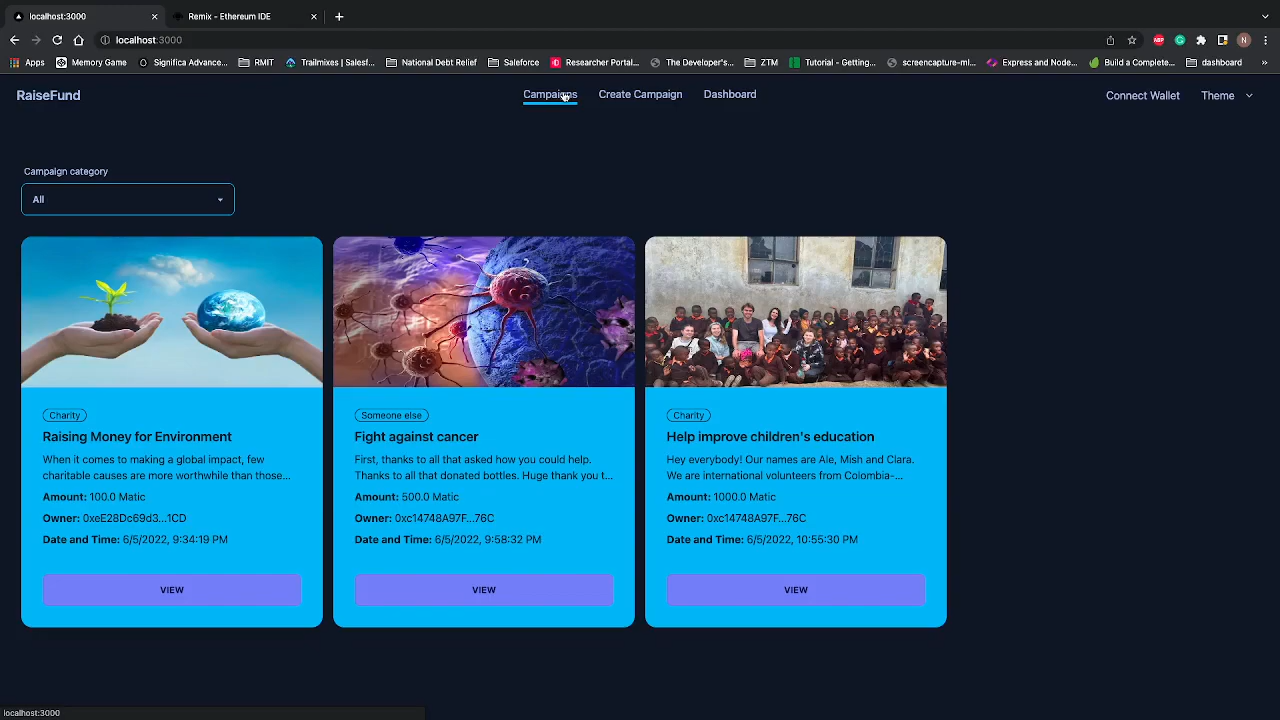 localhost:3000
Remix - Ethereum IDE
localhost:3000
N
Apps
Memory Game
Significa Advance...
RMIT
Trailmixes | Salesf...
National Debt Relief
Saleforce
Researcher Portal...
The Developer's...
ZTM
Tutorial - Getting...
screencapture-ml...
Express and Node...
Build a Complete...
dashboard
RaiseFund
Campaigns
Create Campaign
Dashboard
Connect Wallet
Theme
Campaign category
All
Charity
Raising Money for Environment
When it comes to making a global impact, few
charitable causes are more worthwhile than those...
Amount: 100.0 Matic
Owner: 0xeE28Dc69d3...1CD
Date and Time: 6/5/2022, 9:34:19 PM
VIEW
Someone else
Fight against cancer
First, thanks to all that asked how you could help.
Thanks to all that donated bottles. Huge thank you t...
Amount: 500.0 Matic
Owner: 0xc14748A97F...76C
Date and Time: 6/5/2022, 9:58:32 PM
VIEW
Charity
Help improve children's education
Hey everybody! Our names are Ale, Mish and Clara.
We are international volunteers from Colombia-...
Amount: 1000.0 Matic
Owner: 0xc14748A97F...76C
Date and Time: 6/5/2022, 10:55:30 PM
VIEW
localhost:3000